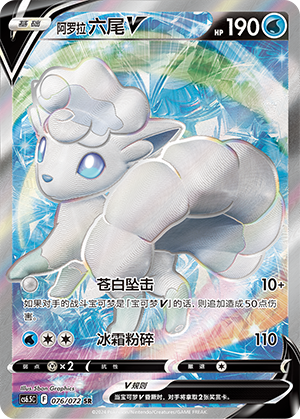 基础
阿罗拉 六尾V
HP 190
苍白坠击 10+
如果对手的战斗宝可梦是「宝可梦V」的话,则追加造成50点伤害。
冰霜粉碎 110
弱点 ×2 抗性 撤退
V规则
当宝可梦V昏厥时,对手将拿取2张奖赏卡。
CS6.5C F 076/072 SR